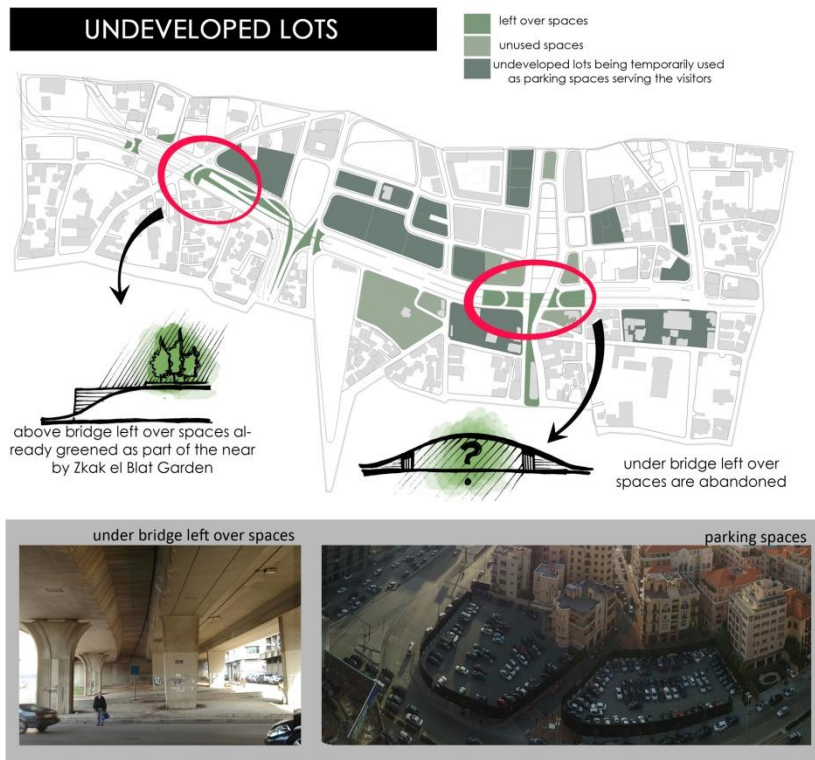 UNDEVELOPED LOTS
left over spaces
unused spaces
undeveloped lots being temporarily used
as parking spaces serving the visitors
above bridge left over spaces al-
ready greened as part of the near
by Zkak el Blat Garden
?
under bridge left over
spaces are abandoned
under bridge left over spaces
parking spaces